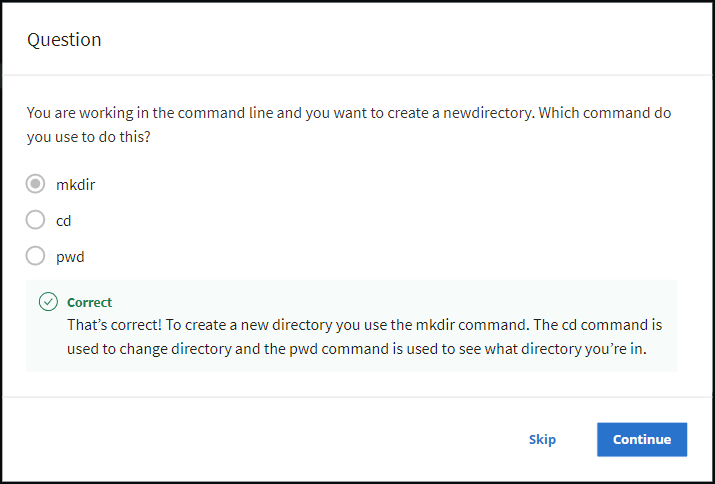 Question
You are working in the command line and you want to create a newdirectory. Which command do
you use to do this?
mkdir
cd
pwd
Correct
That's correct! To create a new directory you use the mkdir command. The cd command is
used to change directory and the pwd command is used to see what directory you're in.
Skip
Continue